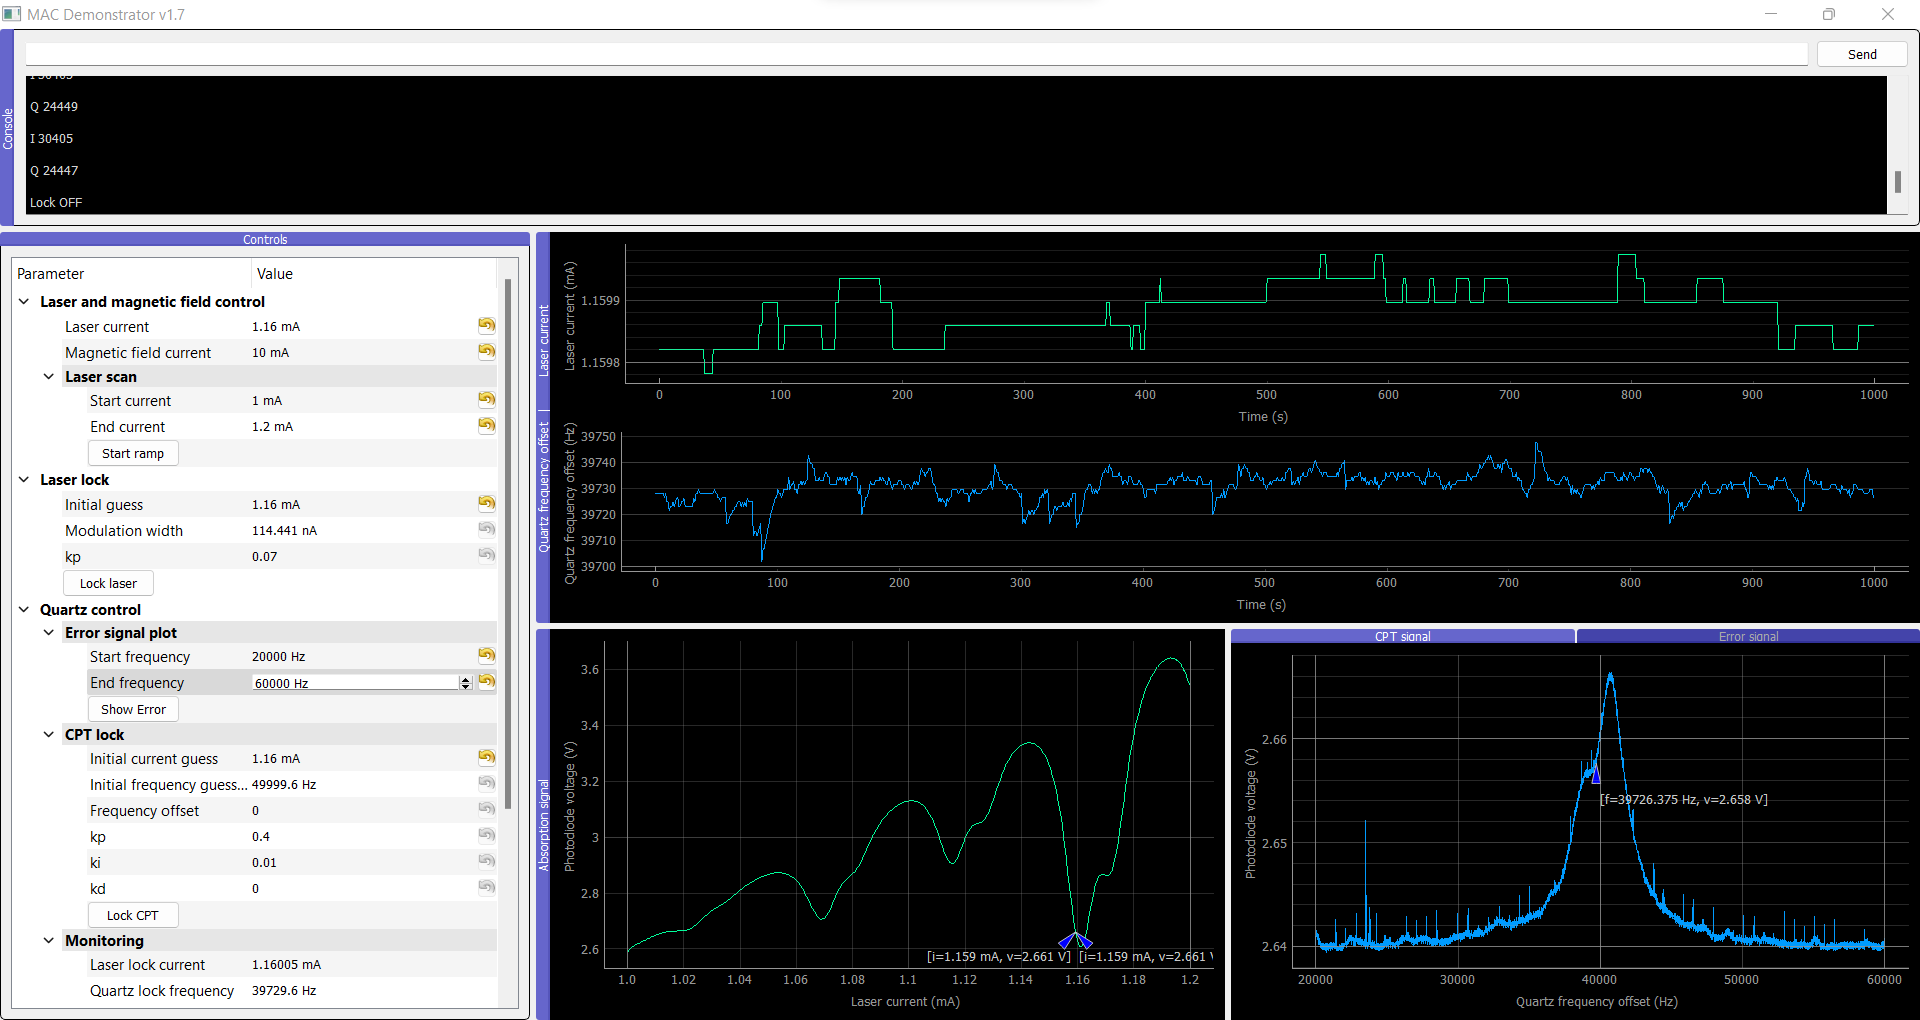 MAC Demonstrator v1.7
Send
Console
I 30405
Q 24449
I 30405
Q 24447
Lock OFF
Controls
Parameter Value
Laser and magnetic field control
Laser current 1.16 mA
Magnetic field current 10 mA
Laser scan
Start current 1 mA
End current 1.2 mA
Start ramp
Laser lock
Initial guess 1.16 mA
Modulation width 114.441 nA
kp 0.07
Lock laser
Quartz control
Error signal plot
Start frequency 20000 Hz
End frequency 60000 Hz
Show Error
CPT lock
Initial current guess 1.16 mA
Initial frequency guess... 49999.6 Hz
Frequency offset 0
kp 0.4
ki 0.01
kd 0
Lock CPT
Monitoring
Laser lock current 1.16005 mA
Quartz lock frequency 39729.6 Hz
Laser current
Laser current (mA)
1.1599
1.1598
0 100 200 300 400 500 600 700 800 900 1000
Time (s)
Quartz frequency offset
Quartz frequency offset (Hz)
39750
39740
39730
39720
39710
39700
0 100 200 300 400 500 600 700 800 900 1000
Time (s)
Absorption signal
Photodiode voltage (V)
3.6
3.4
3.2
3
2.8
2.6
[i=1.159 mA, v=2.661 V] [i=1.159 mA, v=2.661 V
1.0 1.02 1.04 1.06 1.08 1.1 1.12 1.14 1.16 1.18 1.2
Laser current (mA)
CPT signal Error signal
Photodiode voltage (V)
2.66
2.65
2.64
[f=39726.375 Hz, v=2.658 V]
20000 30000 40000 50000 60000
Quartz frequency offset (Hz)